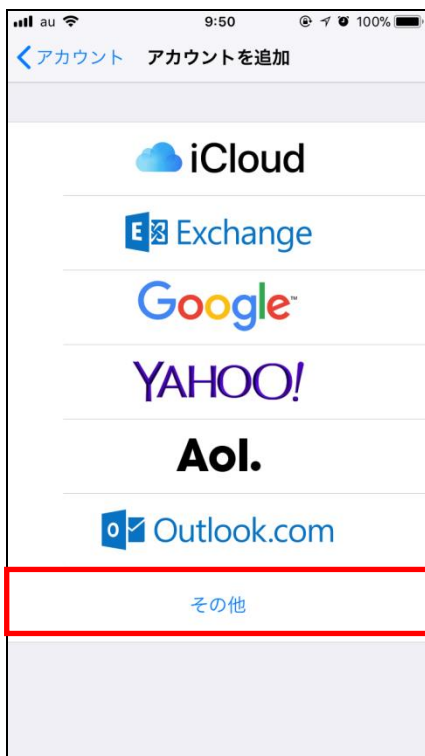 au 9:50 100%
アカウント アカウントを追加
iCloud
E Exchange
Google™
YAHOO!
Aol.
o Outlook.com
その他